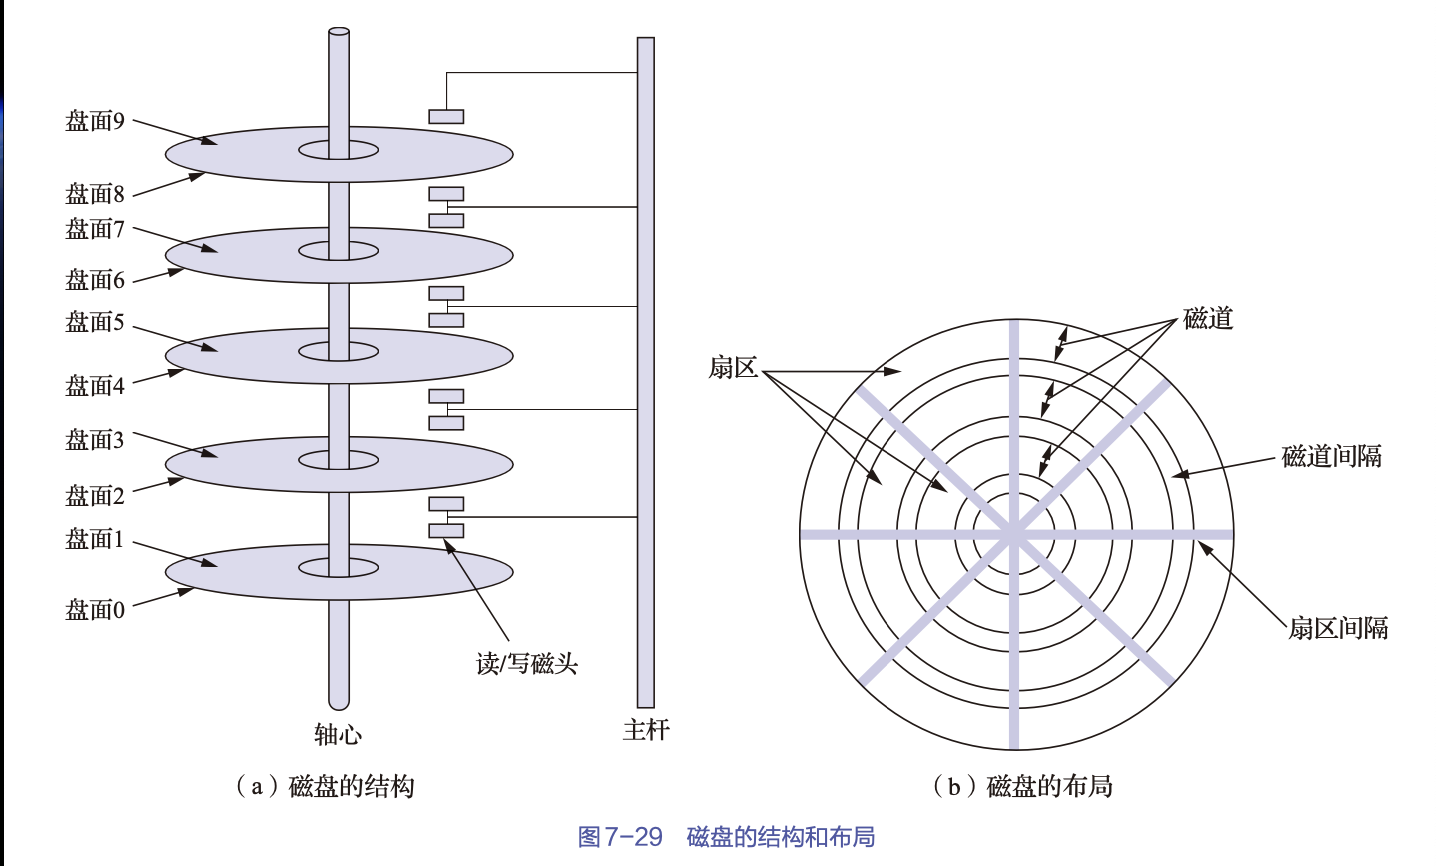 盘面9
盘面8
盘面7
盘面6
盘面5
盘面4
盘面3
盘面2
盘面1
盘面0
读/写磁头
轴心
主杆
（a）磁盘的结构
磁道
扇区
磁道间隔
扇区间隔
（b）磁盘的布局
图7-29 磁盘的结构和布局